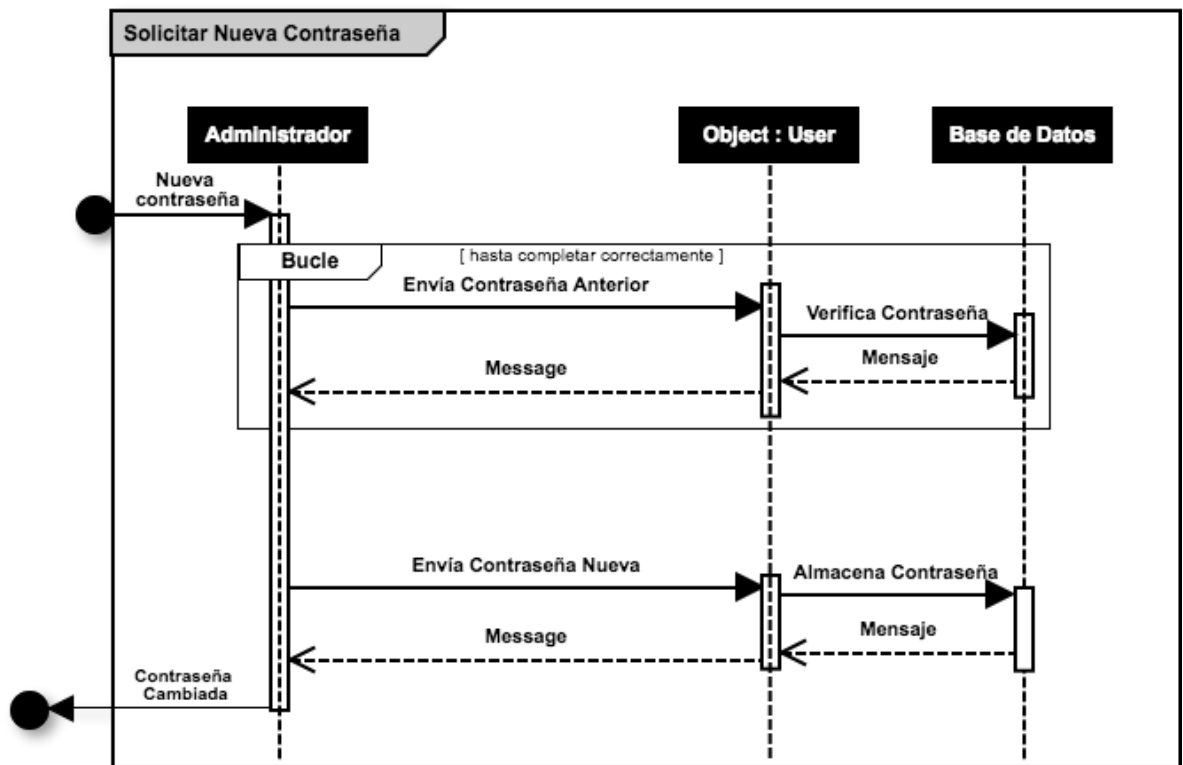 Solicitar Nueva Contraseña
Administrador
Object : User
Base de Datos
Nueva
contraseña
Bucle
[ hasta completar correctamente ]
Envía Contraseña Anterior
Verifica Contraseña
Mensaje
Message
Envía Contraseña Nueva
Almacena Contraseña
Mensaje
Message
Contraseña
Cambiada